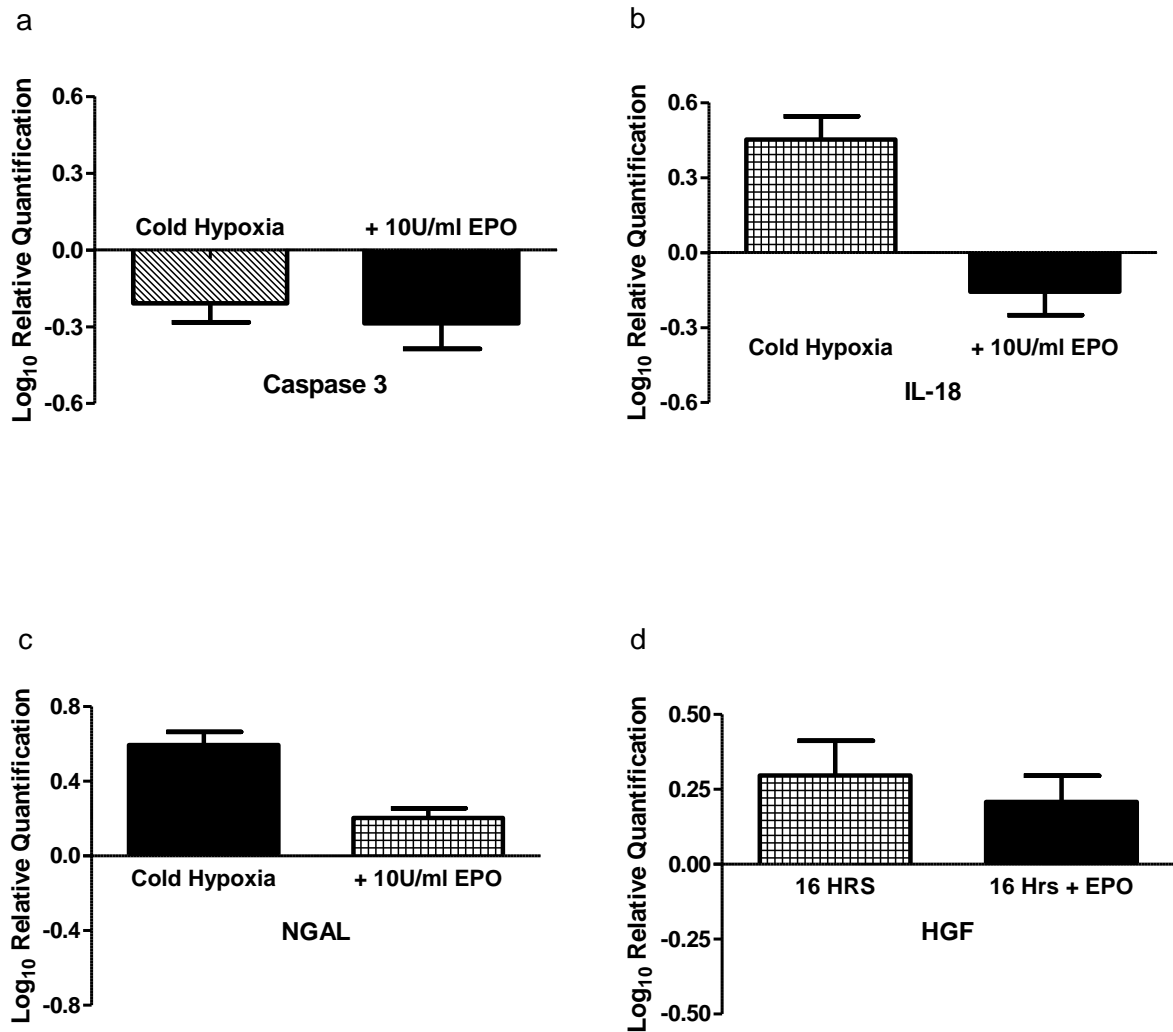 a
Log10 Relative Quantification
0.6
0.3
0.0
-0.3
-0.6
Cold Hypoxia
+ 10U/ml EPO
Caspase 3
b
Log10 Relative Quantification
0.6
0.3
0.0
-0.3
-0.6
Cold Hypoxia
+ 10U/ml EPO
IL-18
c
Log10 Relative Quantification
0.8
0.4
0.0
-0.4
-0.8
Cold Hypoxia
+ 10U/ml EPO
NGAL
d
Log10 Relative Quantification
0.50
0.25
0.00
-0.25
-0.50
16 HRS
16 Hrs + EPO
HGF